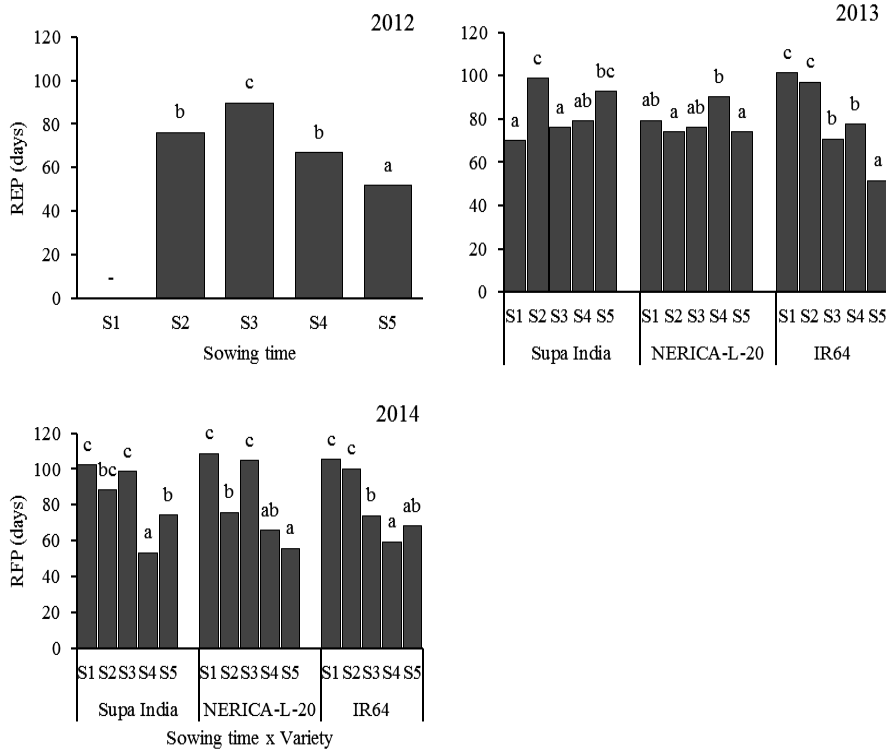 2012
120
100
80
60
40
20
0
REP (days)
- b c b a
S1 S2 S3 S4 S5
Sowing time
2013
120
100
80
60
40
20
0
a c a ab bc ab a ab b a c c b b a
S1 S2 S3 S4 S5 S1 S2 S3 S4 S5 S1 S2 S3 S4 S5
Supa India NERICA-L-20 IR64
2014
120
100
80
60
40
20
0
RFP (days)
c bc c a b c b c ab a c c b a ab
S1 S2 S3 S4 S5 S1 S2 S3 S4 S5 S1 S2 S3 S4 S5
Supa India NERICA-L-20 IR64
Sowing time x Variety